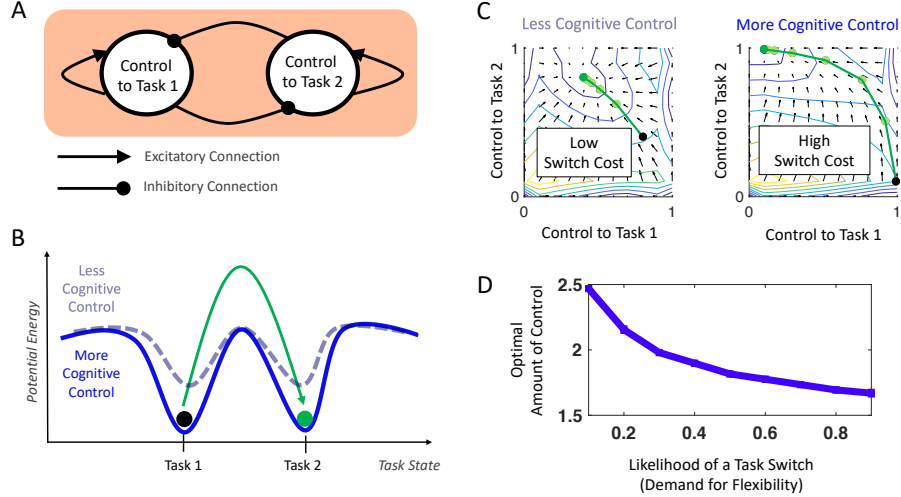 A
Control
to Task 1
Control
to Task 2
Excitatory Connection
Inhibitory Connection
B
Potential Energy
Less
Cognitive
Control
More
Cognitive
Control
Task 1
Task 2
Task State
C
Less Cognitive Control
Control to Task 2
1
0
Low
Switch Cost
0
1
Control to Task 1
More Cognitive Control
Control to Task 2
1
0
High
Switch Cost
0
1
Control to Task 1
D
Optimal
Amount of Control
2.5
2
1.5
0.2
0.4
0.6
0.8
Likelihood of a Task Switch
(Demand for Flexibility)